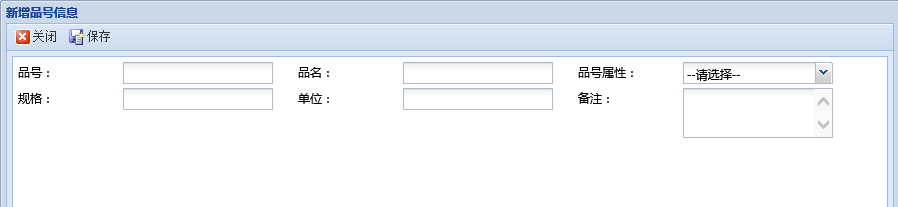 新增品号信息
关闭 保存
品号： 品名： 品号属性： --请选择--
规格： 单位： 备注：